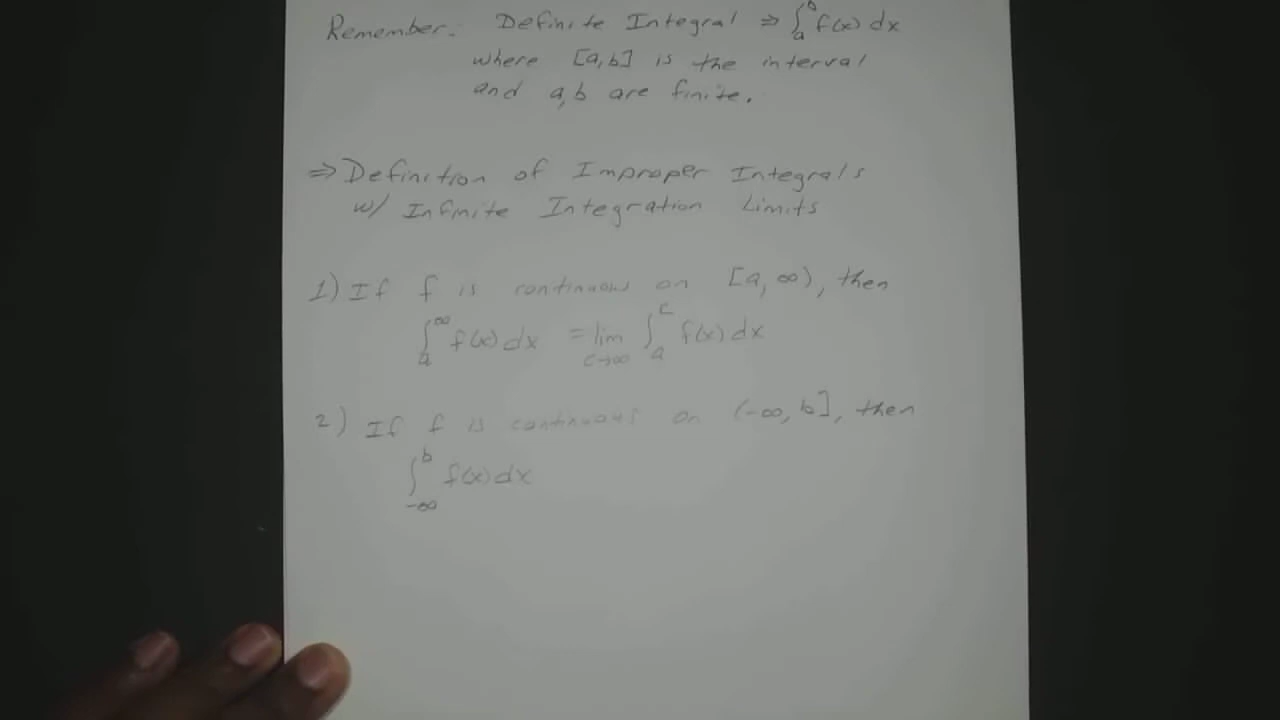 Remember: Definite Integral ⇒ ∫_a^b f(x) dx
where [a,b] is the interval
and a,b are finite.
⇒ Definition of Improper Integrals
w/ Infinite Integration Limits
1) If f is continuous on [a, ∞), then
∫_a^∞ f(x) dx = lim_{c→∞} ∫_a^c f(x) dx
2) If f is continuous on (-∞, b], then
∫_{-∞}^b f(x) dx